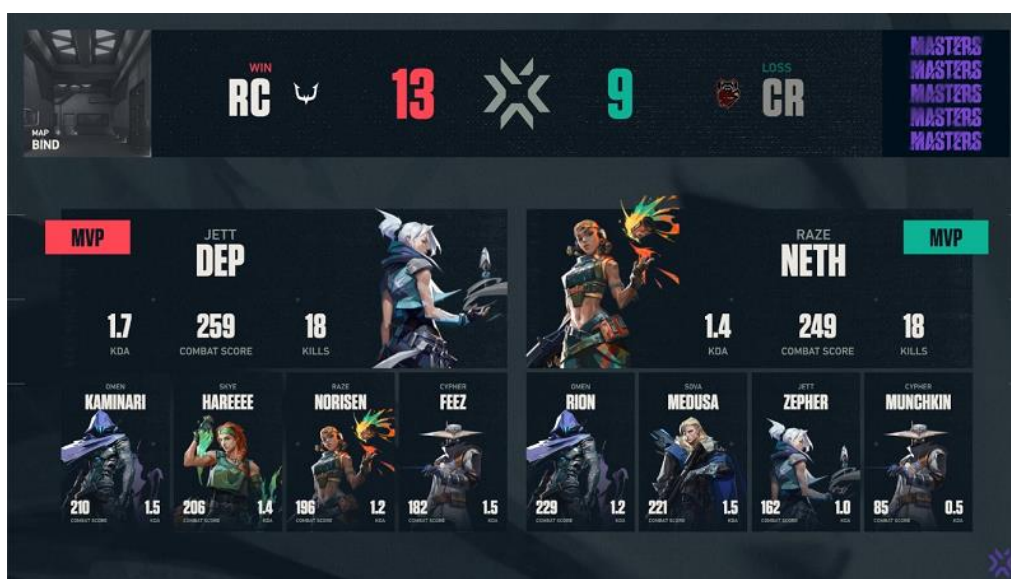 MAP
BIND
WIN
RC
13
9
LOSS
CR
MASTERS
MASTERS
MASTERS
MASTERS
MASTERS
MVP
JETT
DEP
1.7
KDA
259
COMBAT SCORE
18
KILLS
RAZE
NETH
MVP
1.4
KDA
249
COMBAT SCORE
18
KILLS
OMEN
KAMINARI
210
COMBAT SCORE
1.5
KDA
SKYE
HAREEEE
206
COMBAT SCORE
1.4
KDA
RAZE
NORISEN
196
COMBAT SCORE
1.2
KDA
CYPHER
FEEZ
182
COMBAT SCORE
1.5
KDA
OMEN
RION
229
COMBAT SCORE
1.2
KDA
SOVA
MEDUSA
221
COMBAT SCORE
1.5
KDA
JETT
ZEPHER
162
COMBAT SCORE
1.0
KDA
CYPHER
MUNCHKIN
85
COMBAT SCORE
0.5
KDA